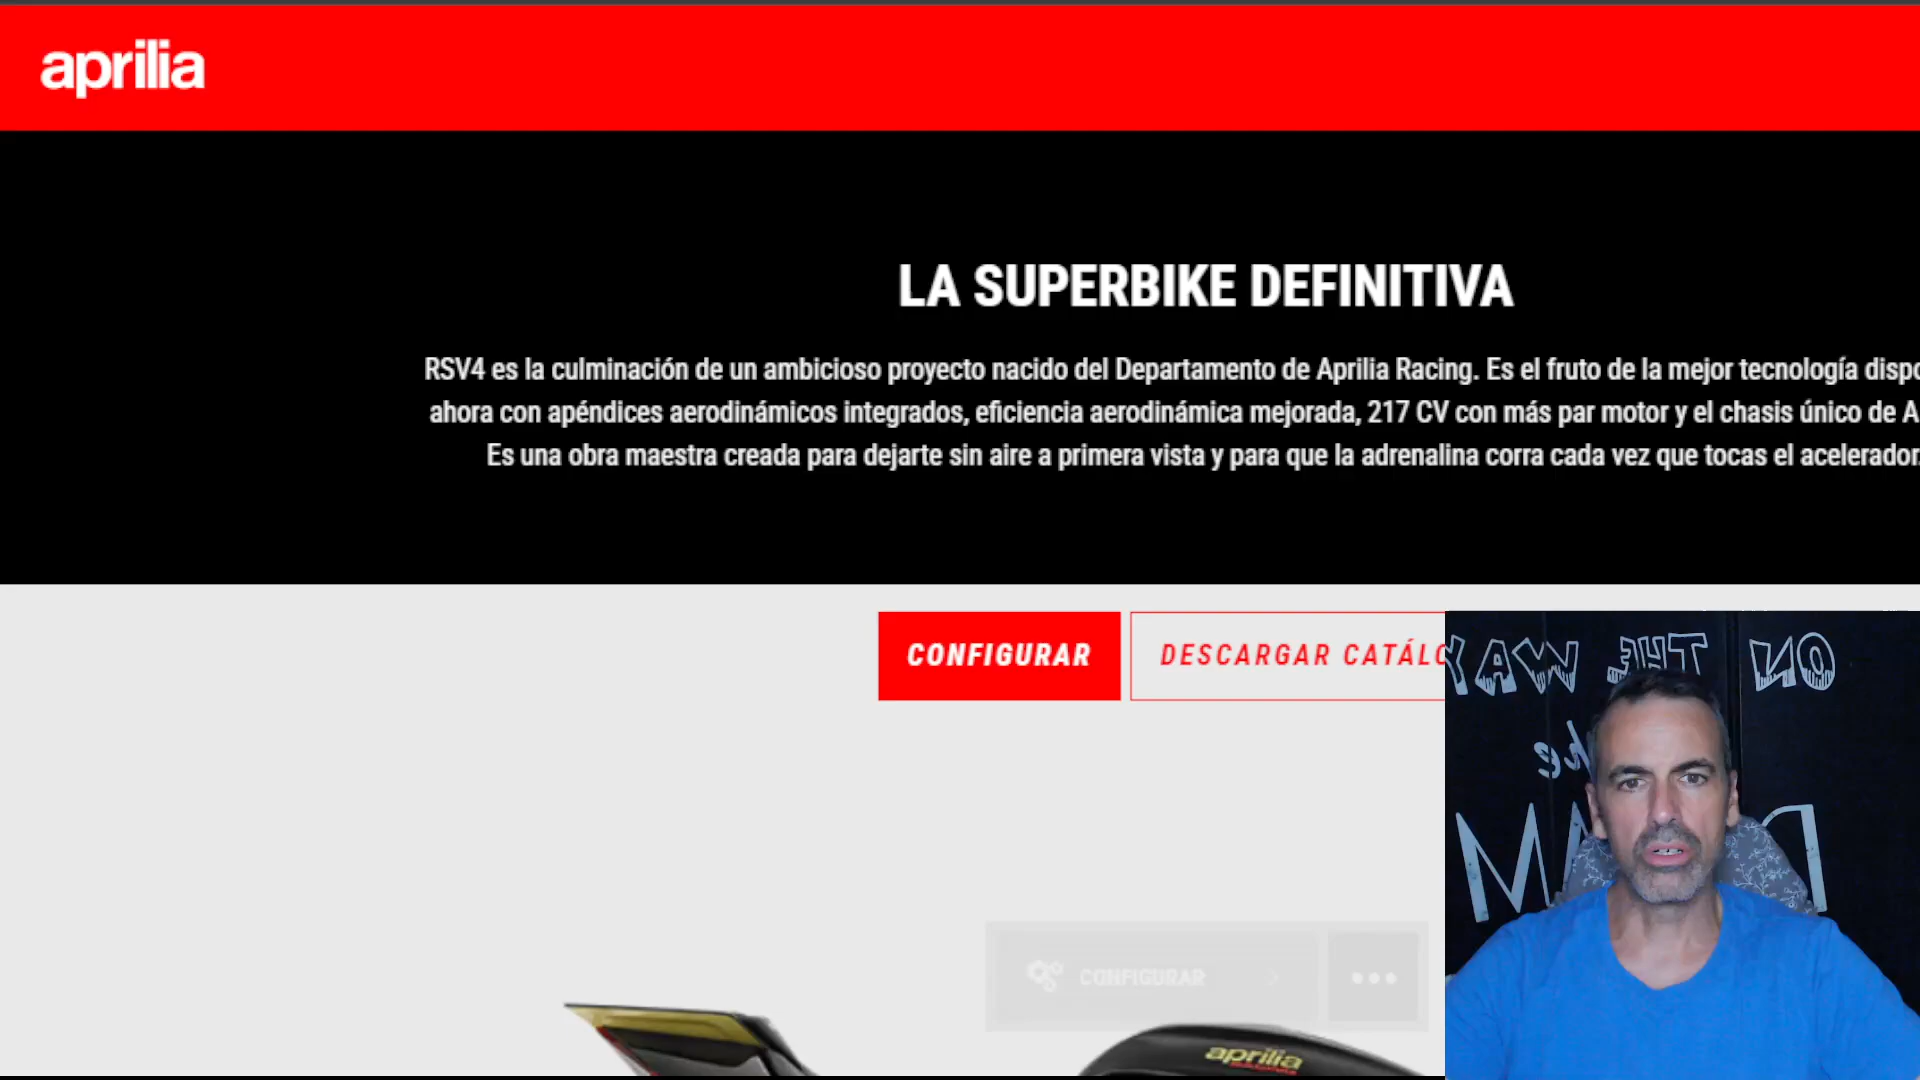 aprilia
LA SUPERBIKE DEFINITIVA
RSV4 es la culminación de un ambicioso proyecto nacido del Departamento de Aprilia Racing. Es el fruto de la mejor tecnología
ahora con apéndices aerodinámicos integrados, eficiencia aerodinámica mejorada, 217 CV con más par motor y el chasis único de
Es una obra maestra creada para dejarte sin aire a primera vista y para que la adrenalina corra cada vez que tocas el acelerador.
CONFIGURAR
DESCARGAR
ON THE WAY
CONFIGURAR
aprilia